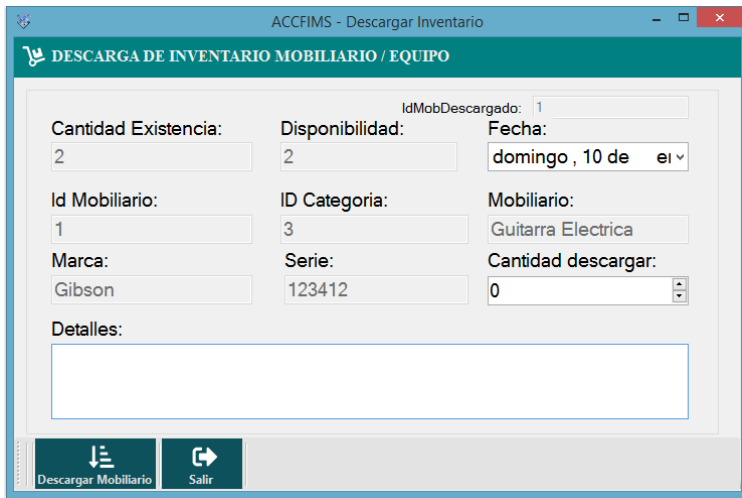 ACCFIMS - Descargar Inventario
DESCARGA DE INVENTARIO MOBILIARIO / EQUIPO
IdMobDescargado: 1
Cantidad Existencia: Disponibilidad: Fecha:
2 2 domingo , 10 de
Id Mobiliario: ID Categoria: Mobiliario:
1 3 Guitarra Electrica
Marca: Serie: Cantidad descargar:
Gibson 123412 0
Detalles:
Descargar Mobiliario Salir